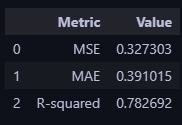 Metric Value
0 MSE 0.327303
1 MAE 0.391015
2 R-squared 0.782692